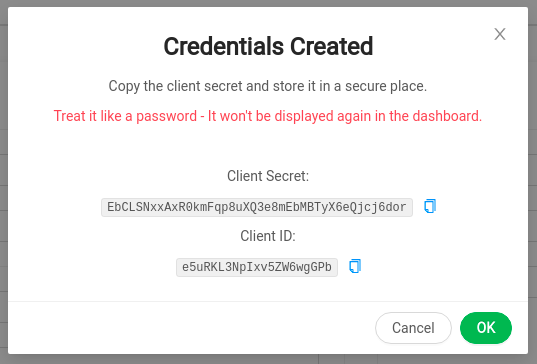 Credentials Created
Copy the client secret and store it in a secure place.
Treat it like a password - It won't be displayed again in the dashboard.
Client Secret:
EbCLSNxxAxR0kmFqp8uXQ3e8mEbMBTyX6eQjcj6dor
Client ID:
e5uRKL3NpIxv5ZW6wgGPb
Cancel
OK